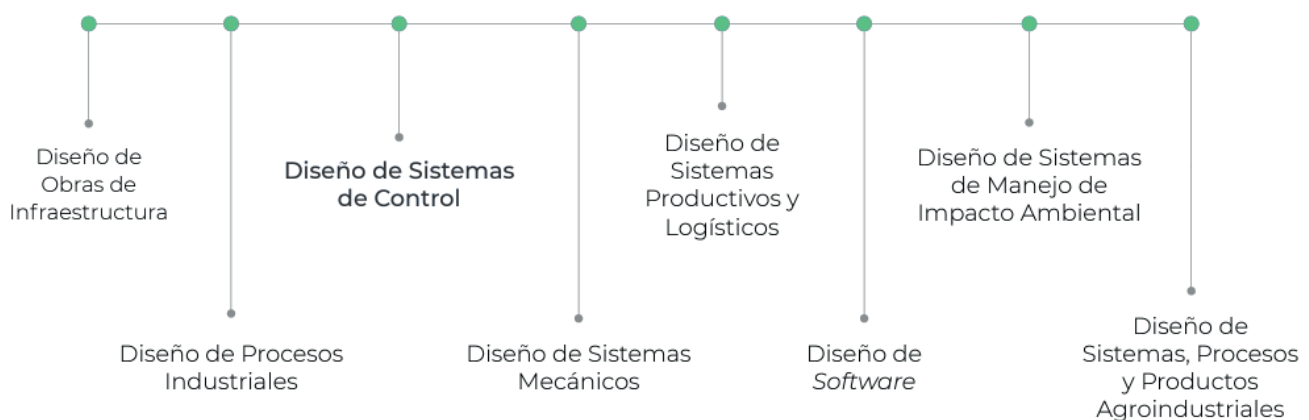 Diseño de
Obras de
Infraestructura
Diseño de Procesos
Industriales
Diseño de Sistemas
de Control
Diseño de Sistemas
Mecánicos
Diseño de
Sistemas
Productivos y
Logísticos
Diseño de
Software
Diseño de Sistemas
de Manejo de
Impacto Ambiental
Diseño de
Sistemas, Procesos
y Productos
Agroindustriales